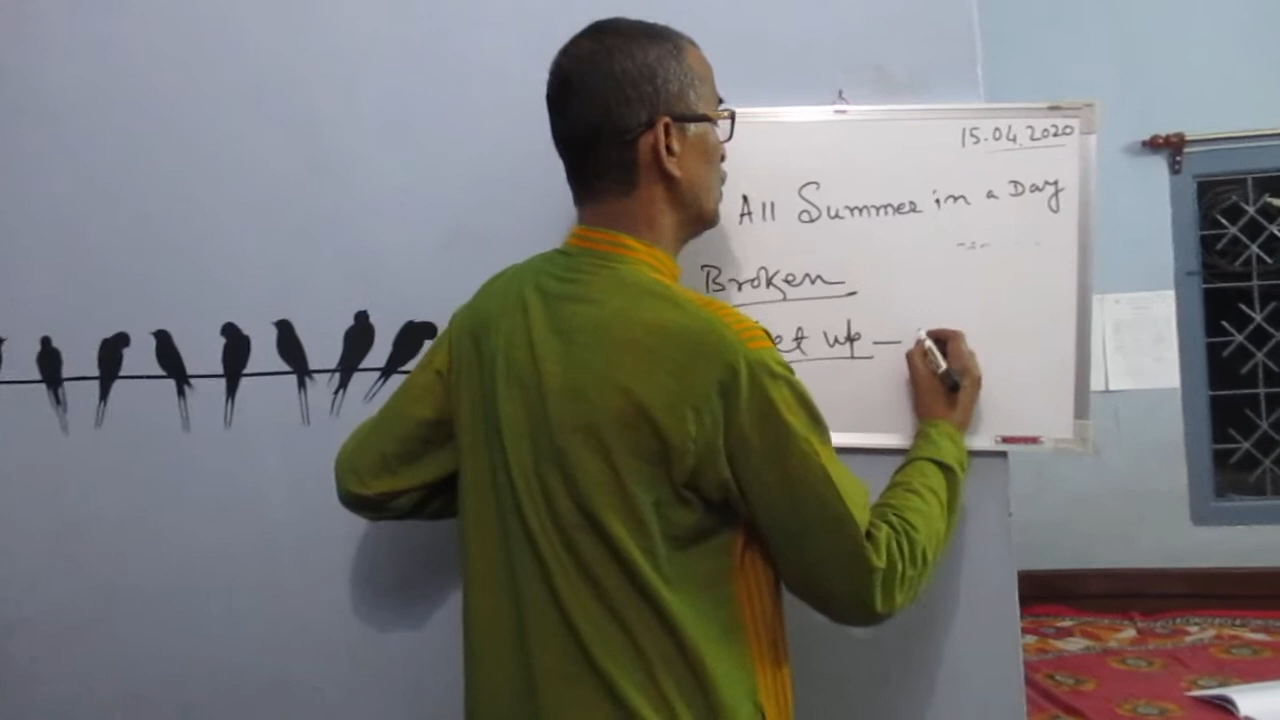 15.04.2020
All Summer in a Day
Broken
et up —